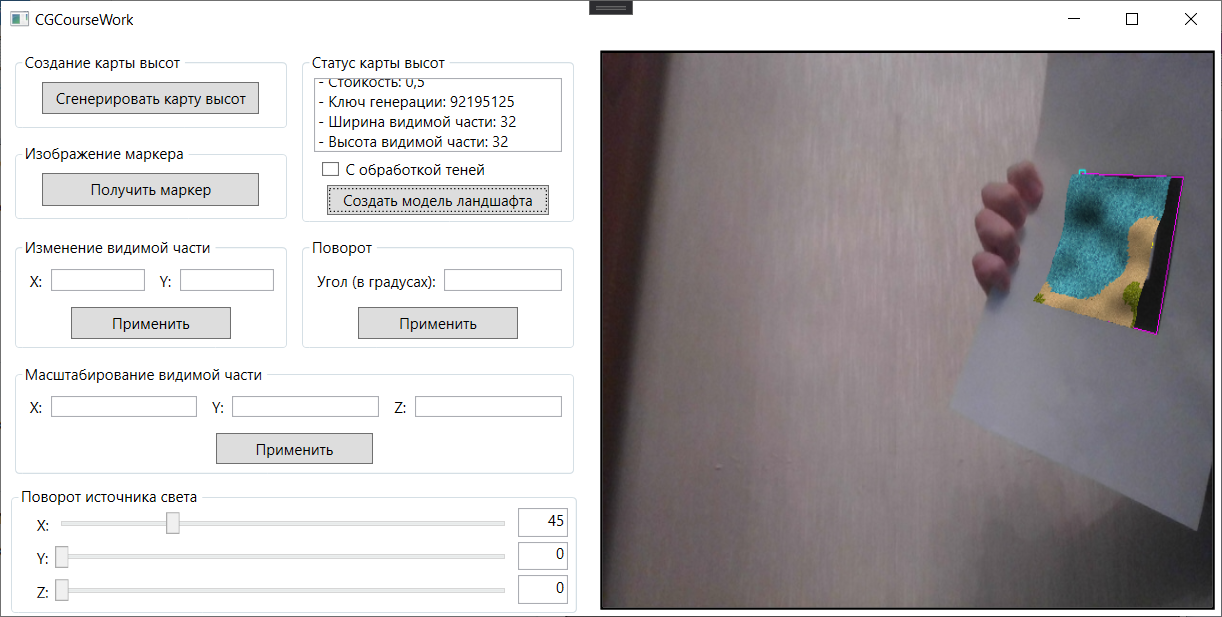 CGCourseWork
Создание карты высот
Сгенерировать карту высот
Статус карты высот
- Стойкость: 0,5
- Ключ генерации: 92195125
- Ширина видимой части: 32
- Высота видимой части: 32
С обработкой теней
Создать модель ландшафта
Изображение маркера
Получить маркер
Изменение видимой части
X: Y:
Применить
Поворот
Угол (в градусах):
Применить
Масштабирование видимой части
X: Y: Z:
Применить
Поворот источника света
X: 45
Y: 0
Z: 0